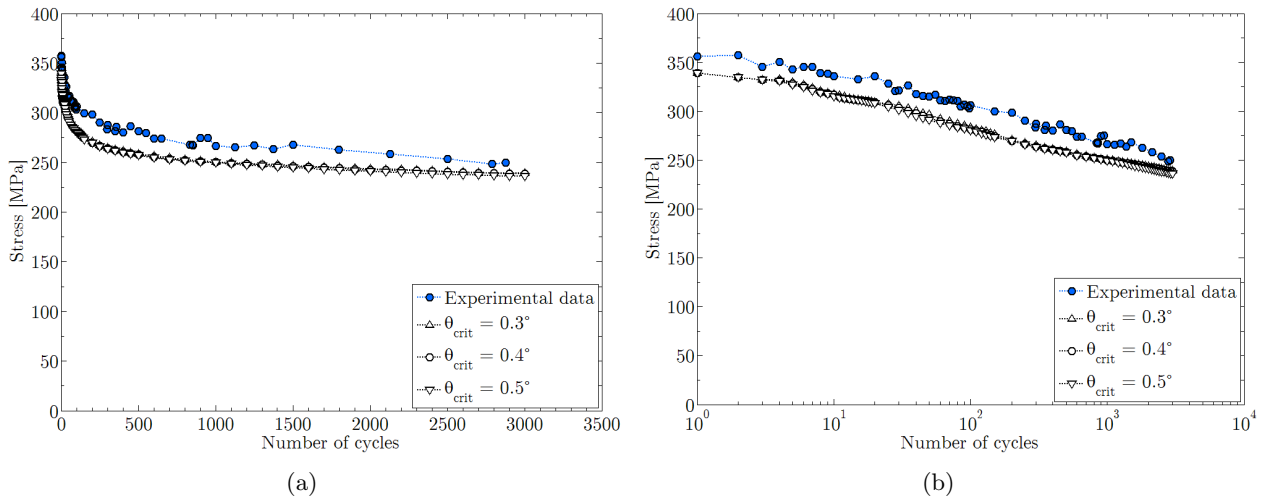 400
350
300
250
200
150
100
50
0
Stress [MPa]
0 500 1000 1500 2000 2500 3000 3500
Number of cycles
Experimental data
θcrit = 0.3°
θcrit = 0.4°
θcrit = 0.5°
(a)
400
350
300
250
200
150
100
50
0
Stress [MPa]
10^0 10^1 10^2 10^3 10^4
Number of cycles
Experimental data
θcrit = 0.3°
θcrit = 0.4°
θcrit = 0.5°
(b)